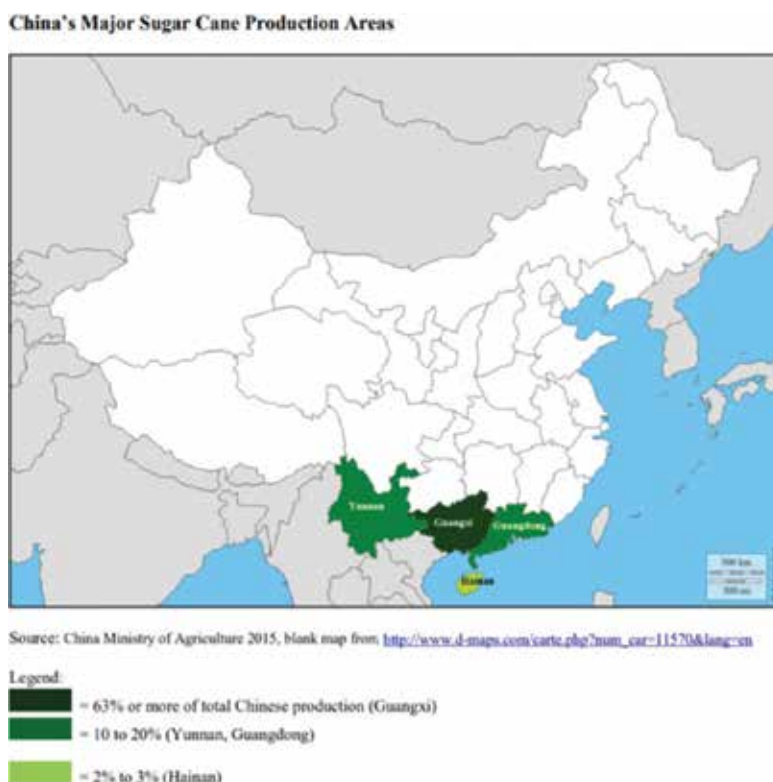 China's Major Sugar Cane Production Areas
Yunnan
Guangxi
Guangdong
Hainan
500 km
Source: China Ministry of Agriculture 2015, blank map from: http://www.d-maps.com/carte.php?num_car=11570&lang=en
Legend:
= 63% or more of total Chinese production (Guangxi)
= 10 to 20% (Yunnan, Guangdong)
= 2% to 3% (Hainan)